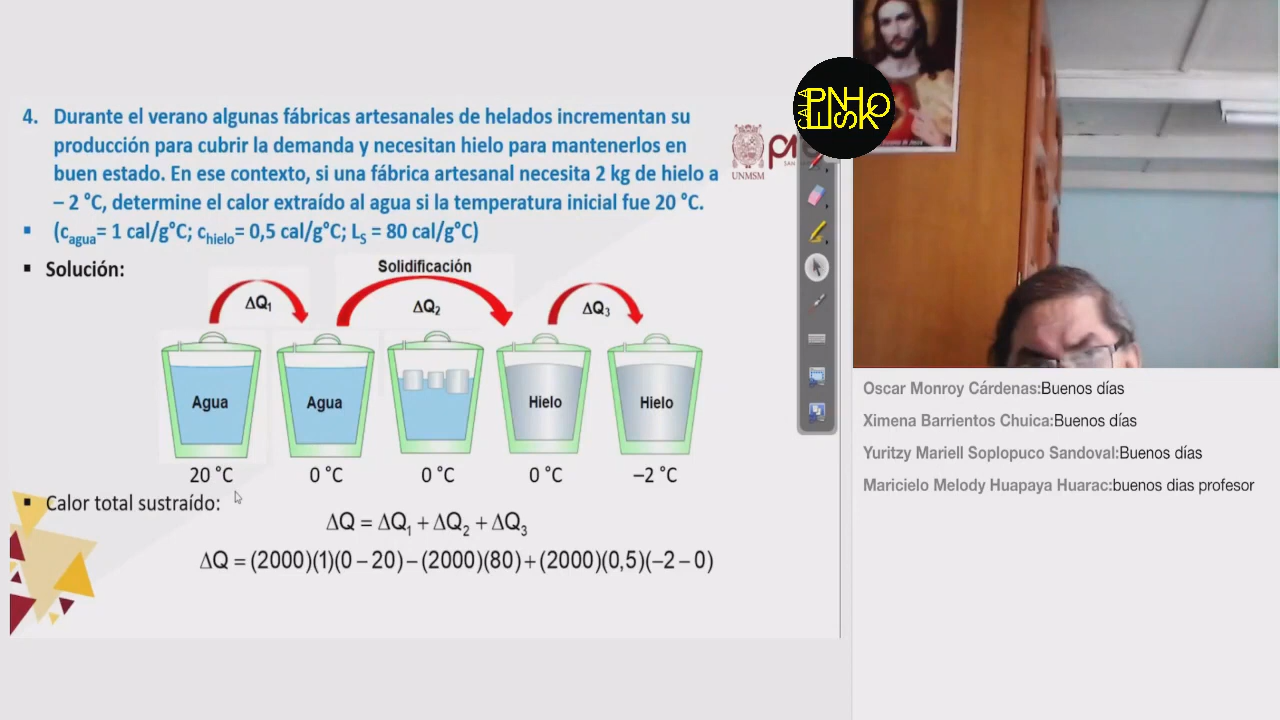 4. Durante el verano algunas fábricas artesanales de helados incrementan su
producción para cubrir la demanda y necesitan hielo para mantenerlos en
buen estado. En ese contexto, si una fábrica artesanal necesita 2 kg de hielo a
– 2 °C, determine el calor extraído al agua si la temperatura inicial fue 20 °C.
▪ (cagua= 1 cal/g°C; chielo= 0,5 cal/g°C; LS = 80 cal/g°C)
UNMSM
▪ Solución:
Solidificación
ΔQ1
ΔQ2
ΔQ3
Agua
Agua
Hielo
Hielo
20 °C
0 °C
0 °C
0 °C
–2 °C
▪ Calor total sustraído:
ΔQ = ΔQ1 + ΔQ2 + ΔQ3
ΔQ = (2000)(1)(0 – 20) – (2000)(80) + (2000)(0,5)(–2 – 0)
Oscar Monroy Cárdenas:Buenos días
Ximena Barrientos Chuica:Buenos días
Yuritzy Mariell Soplopuco Sandoval:Buenos días
Maricielo Melody Huapaya Huarac:buenos dias profesor